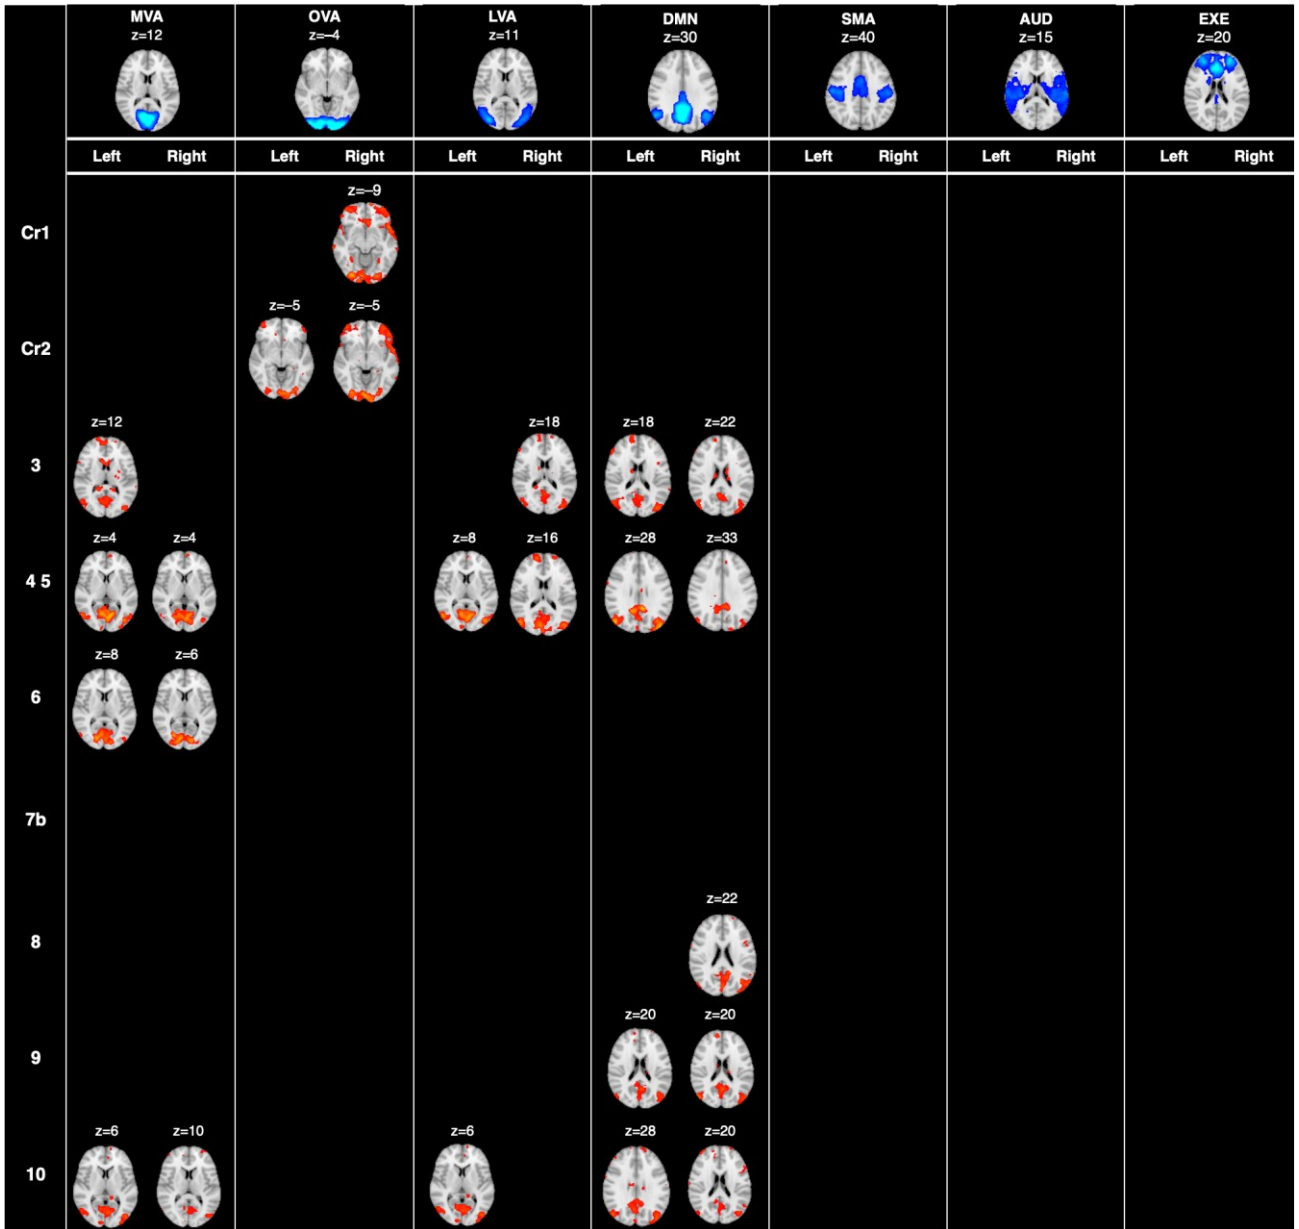 MVA OVA LVA DMN SMA AUD EXE
z=12 z=–4 z=11 z=30 z=40 z=15 z=20
Left Right Left Right Left Right Left Right Left Right Left Right Left Right
z=–9
Cr1
z=–5 z=–5
Cr2
z=12 z=18 z=18 z=22
3
z=4 z=4 z=8 z=16 z=28 z=33
4 5
z=8 z=6
6
7b
z=22
8
z=20 z=20
9
z=6 z=10 z=6 z=28 z=20
10